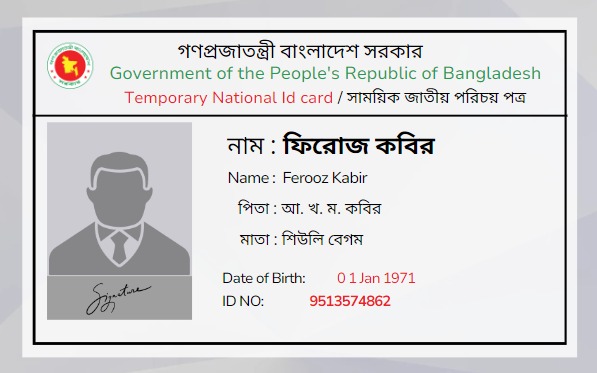 গণপ্রজাতন্ত্রী বাংলাদেশ সরকার
Government of the People's Republic of Bangladesh
Temporary National Id card / সাময়িক জাতীয় পরিচয় পত্র
নাম : ফিরোজ কবির
Name : Ferooz Kabir
পিতা : আ. খ. ম. কবির
মাতা : শিউলি বেগম
Date of Birth: 0 1 Jan 1971
ID NO: 9513574862
Signature